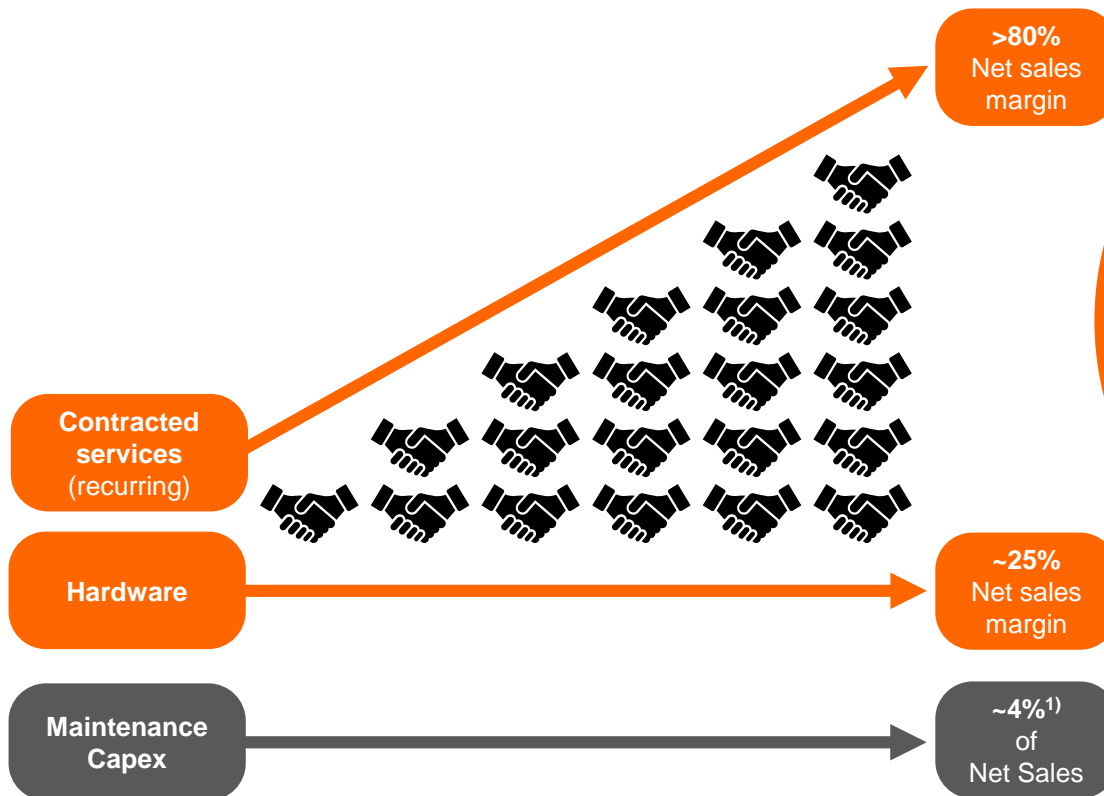 >80%
Net sales
margin
Contracted
services
(recurring)
Hardware
~25%
Net sales
margin
Maintenance
Capex
~4%1)
of
Net Sales